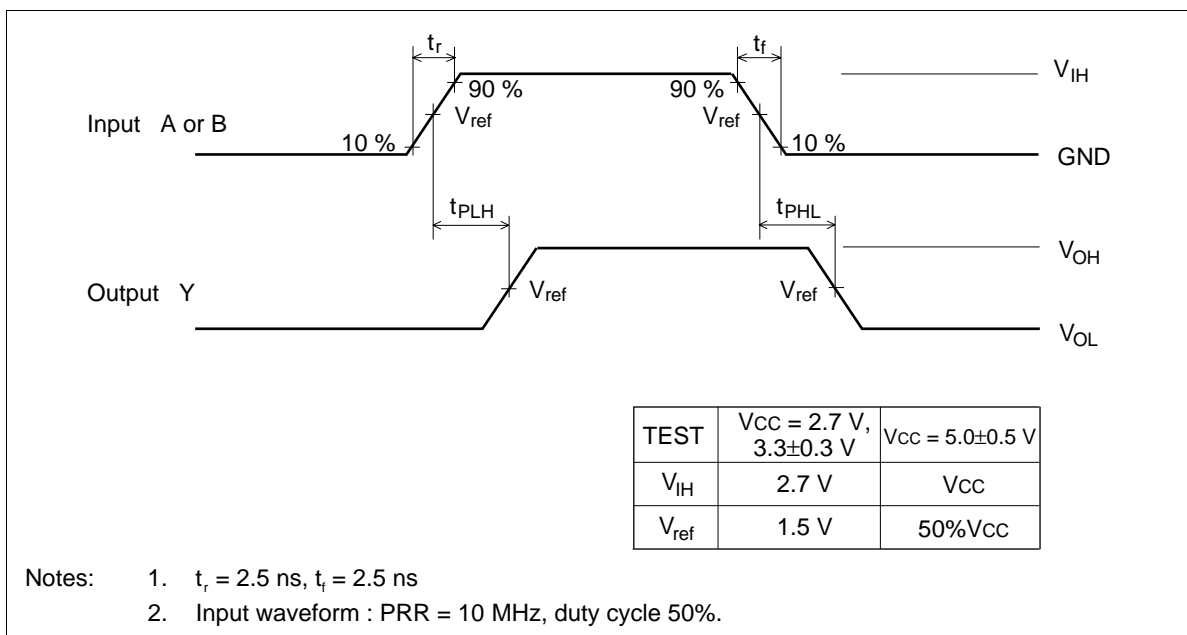 tr tf
VIH
90 % 90 %
Input A or B Vref Vref
10 % 10 %
GND
tPLH tPHL
VOH
Output Y Vref Vref
VOL
TEST VCC = 2.7 V, 3.3±0.3 V VCC = 5.0±0.5 V
VIH 2.7 V VCC
Vref 1.5 V 50%VCC
Notes: 1. tr = 2.5 ns, tf = 2.5 ns
2. Input waveform : PRR = 10 MHz, duty cycle 50%.